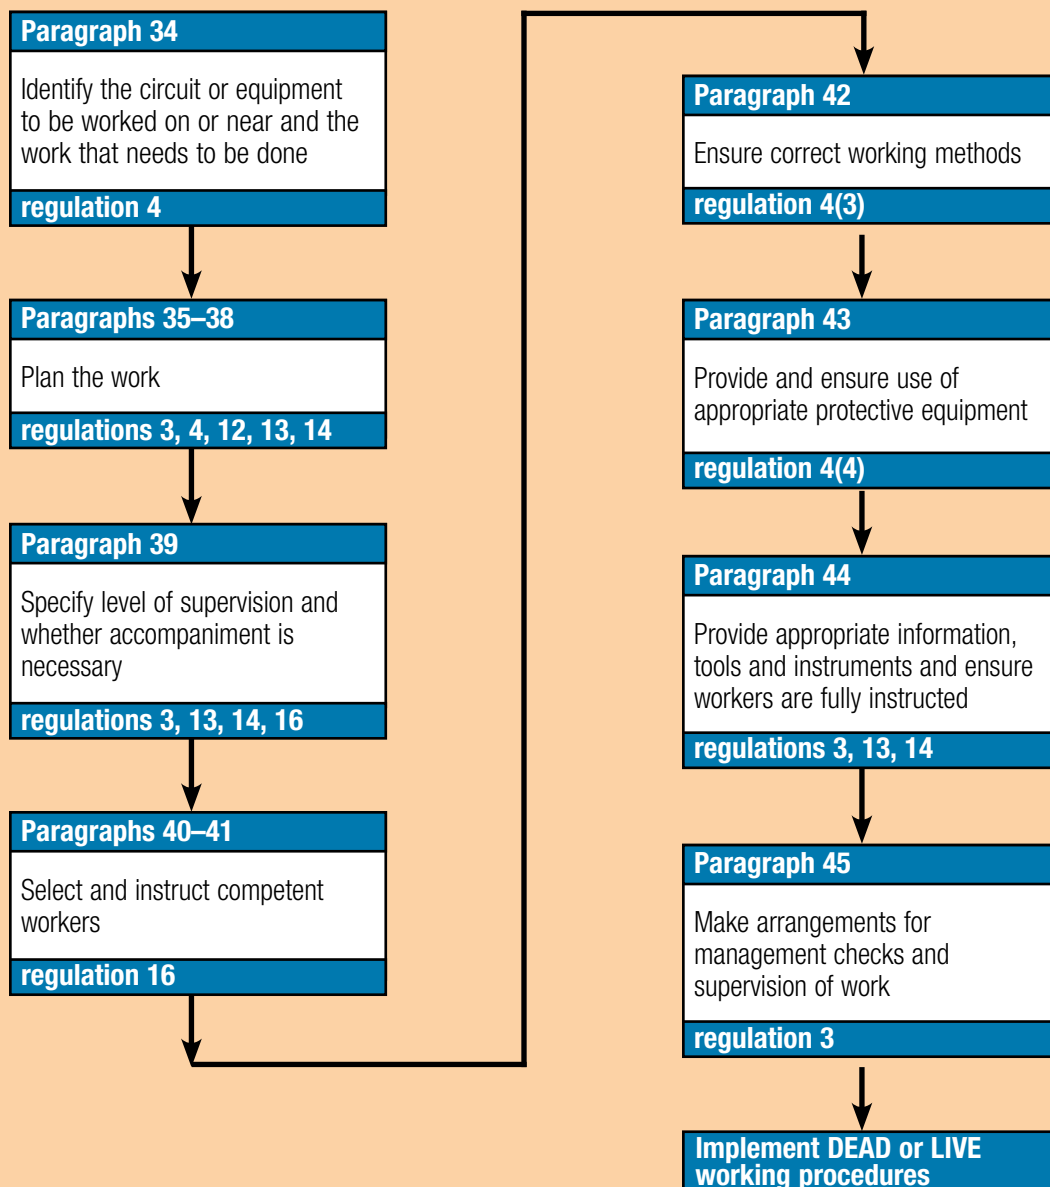 Paragraph 34
Identify the circuit or equipment
to be worked on or near and the
work that needs to be done
regulation 4
Paragraphs 35–38
Plan the work
regulations 3, 4, 12, 13, 14
Paragraph 39
Specify level of supervision and
whether accompaniment is
necessary
regulations 3, 13, 14, 16
Paragraphs 40–41
Select and instruct competent
workers
regulation 16
Paragraph 42
Ensure correct working methods
regulation 4(3)
Paragraph 43
Provide and ensure use of
appropriate protective equipment
regulation 4(4)
Paragraph 44
Provide appropriate information,
tools and instruments and ensure
workers are fully instructed
regulations 3, 13, 14
Paragraph 45
Make arrangements for
management checks and
supervision of work
regulation 3
Implement DEAD or LIVE
working procedures